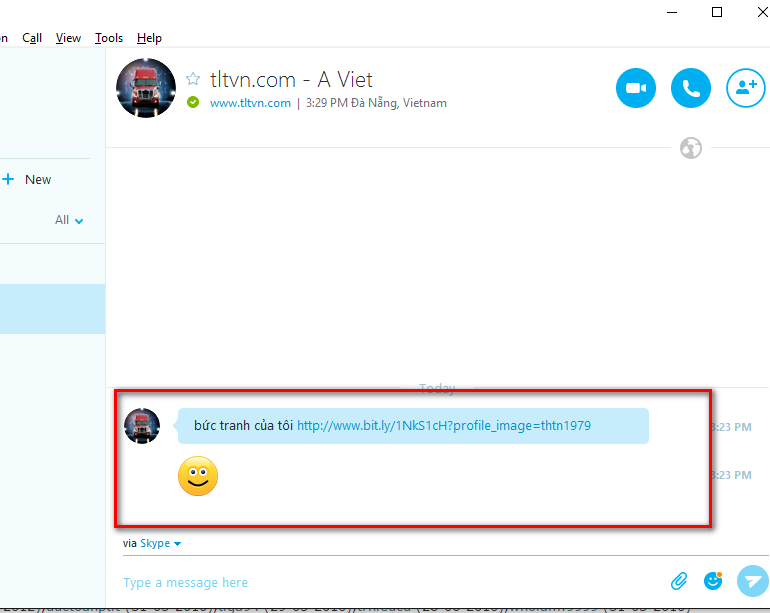 Call View Tools Help
tltvn.com - A Viet
www.tltvn.com | 3:29 PM Đà Nẵng, Vietnam
+ New
All
Today
bức tranh của tôi http://www.bit.ly/1NkS1cH?profile_image=thtn1979
:23 PM
:23 PM
via Skype
Type a message here